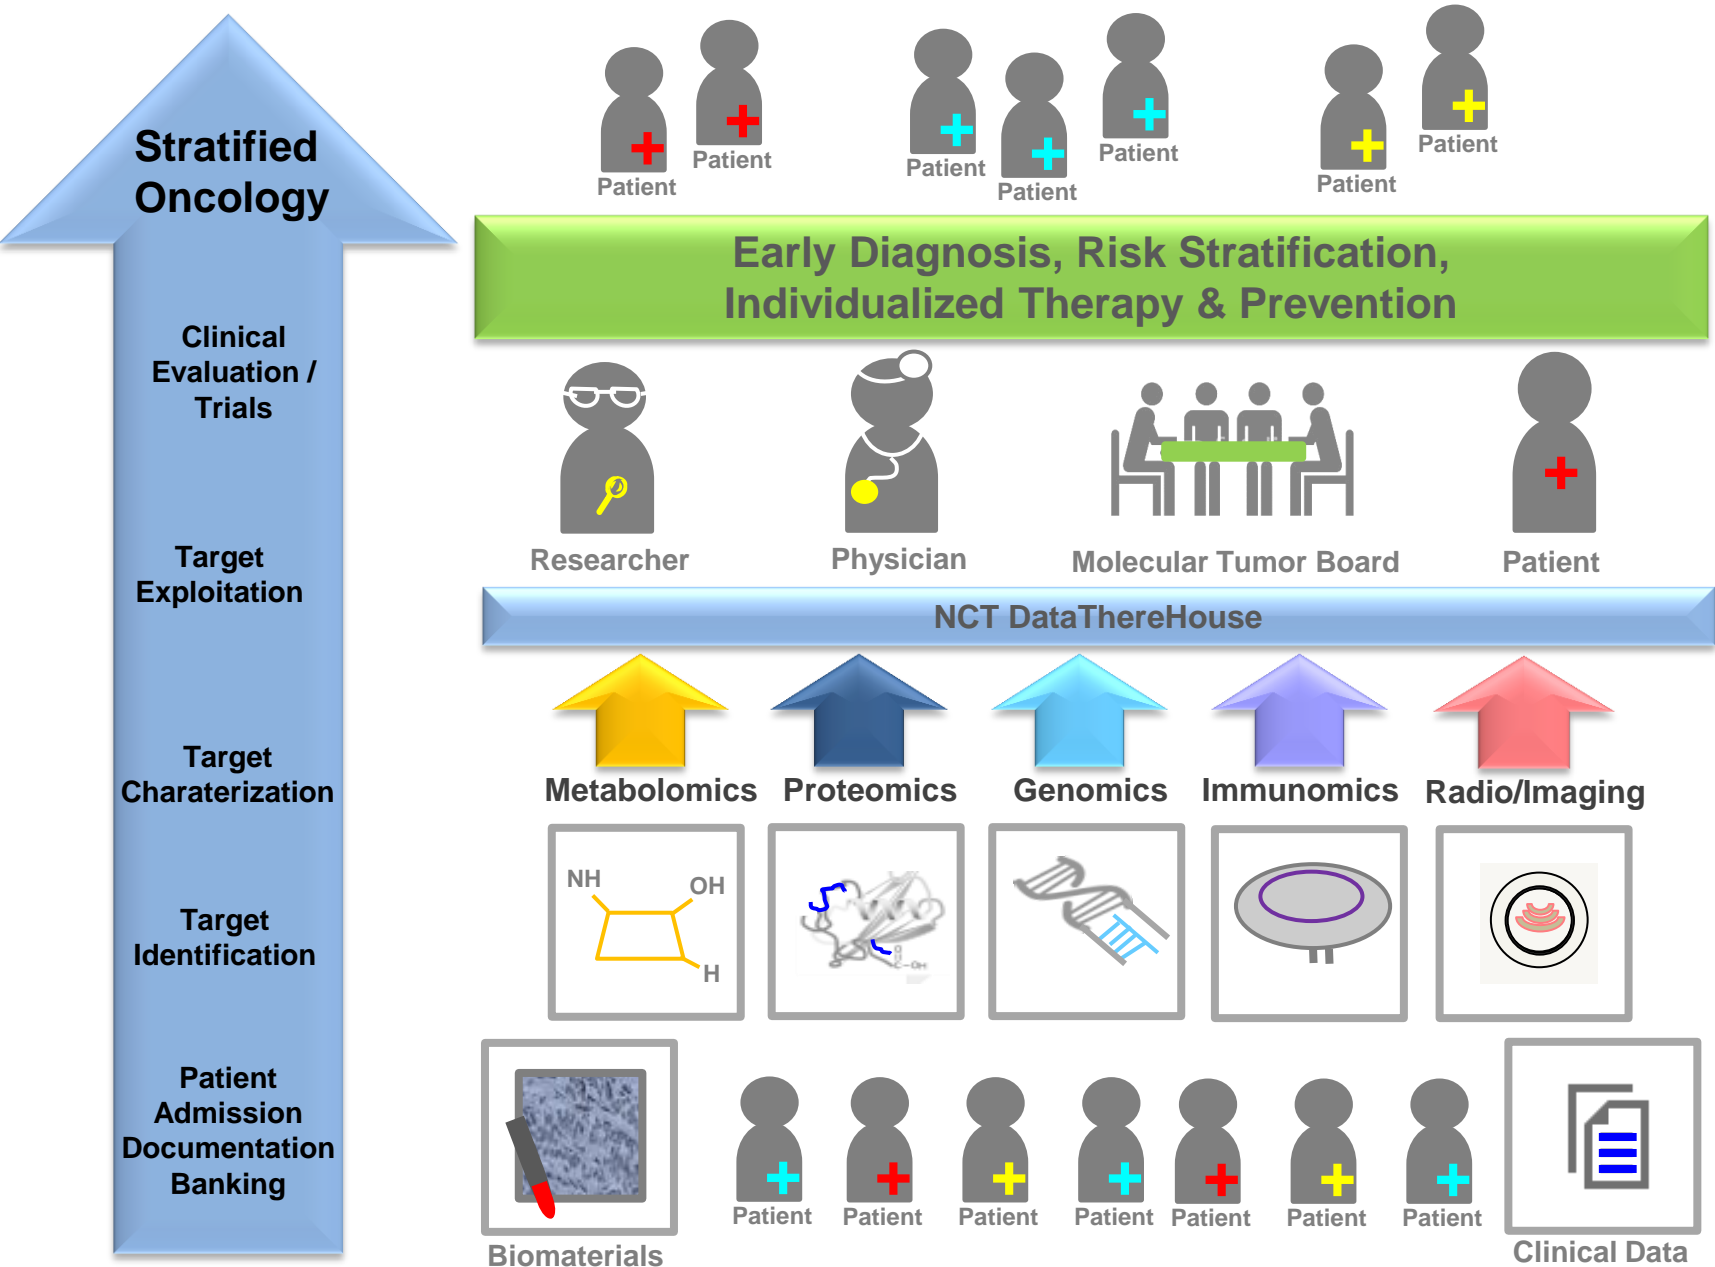 Stratified
Oncology
Clinical
Evaluation /
Trials
Target
Exploitation
Target
Charaterization
Target
Identification
Patient
Admission
Documentation
Banking
Patient
Patient
Patient
Patient
Patient
Patient
Patient
Early Diagnosis, Risk Stratification,
Individualized Therapy & Prevention
Researcher
Physician
Molecular Tumor Board
Patient
NCT DataThereHouse
Metabolomics
Proteomics
Genomics
Immunomics
Radio/Imaging
NH
OH
H
C-OH
Biomaterials
Patient
Patient
Patient
Patient
Patient
Patient
Patient
Clinical Data